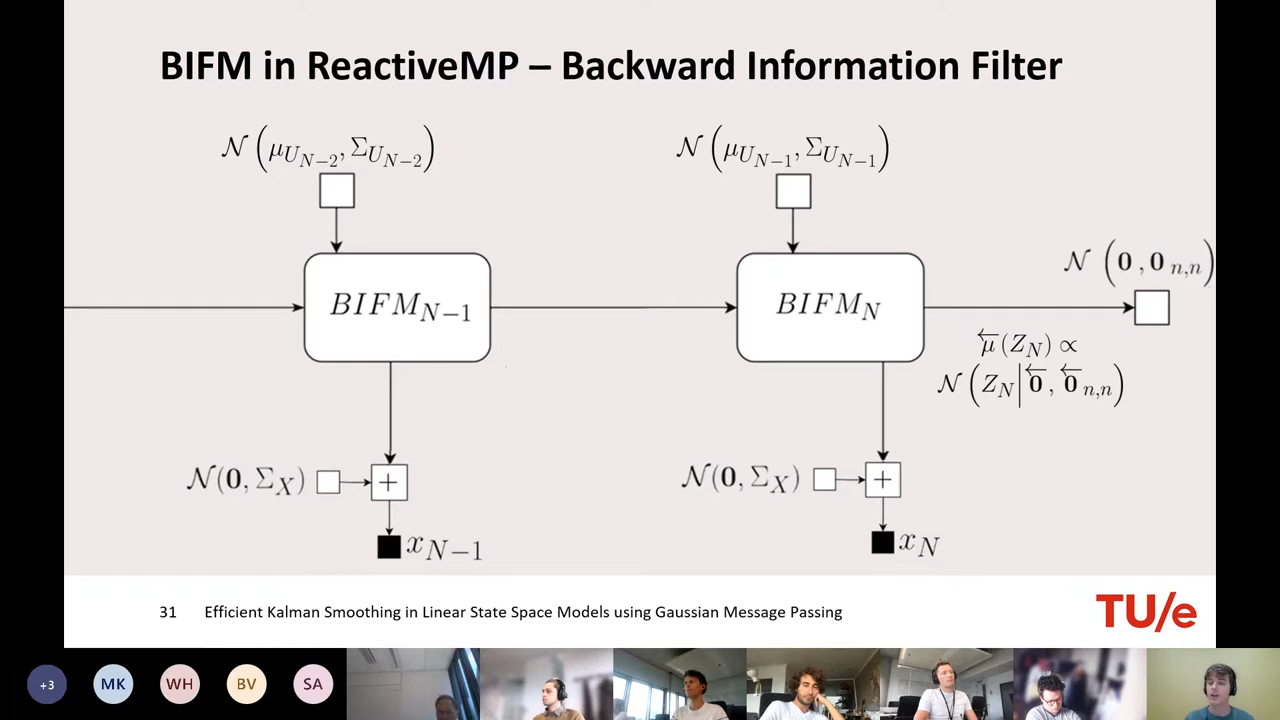 BIFM in ReactiveMP – Backward Information Filter
𝒩(μ_{U_{N−2}}, Σ_{U_{N−2}})
𝒩(μ_{U_{N−1}}, Σ_{U_{N−1}})
𝒩(𝟎, 𝟎_{n,n})
BIFM_{N−1}
BIFM_N
μ⃖(Z_N) ∝
𝒩(Z_N | 𝟎⃖, 𝟎⃖_{n,n})
𝒩(𝟎, Σ_X)
+
𝒩(𝟎, Σ_X)
+
x_{N−1}
x_N
31 Efficient Kalman Smoothing in Linear State Space Models using Gaussian Message Passing
TU/e
+3 MK WH BV SA